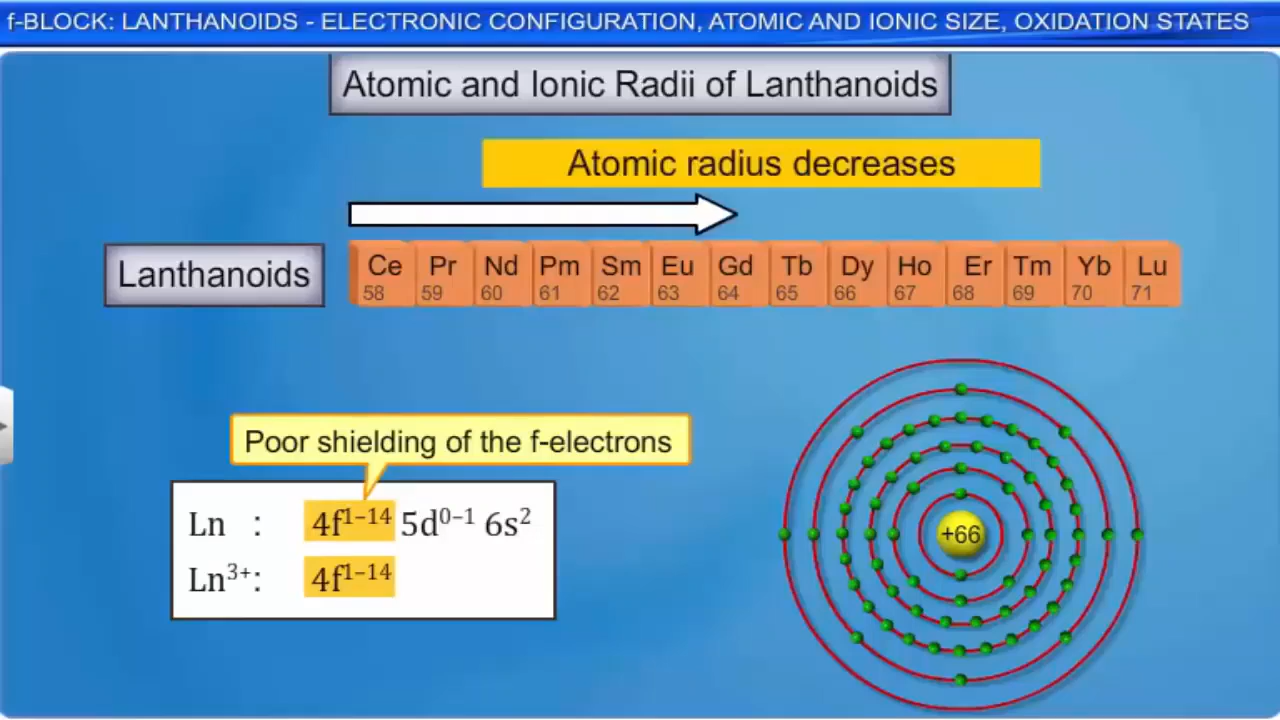 f-BLOCK: LANTHANOIDS - ELECTRONIC CONFIGURATION, ATOMIC AND IONIC SIZE, OXIDATION STATES
Atomic and Ionic Radii of Lanthanoids
Atomic radius decreases
Lanthanoids
Ce Pr Nd Pm Sm Eu Gd Tb Dy Ho Er Tm Yb Lu
58 59 60 61 62 63 64 65 66 67 68 69 70 71
Poor shielding of the f-electrons
Ln : 4f¹⁻¹⁴ 5d⁰⁻¹ 6s²
Ln³⁺: 4f¹⁻¹⁴
+66